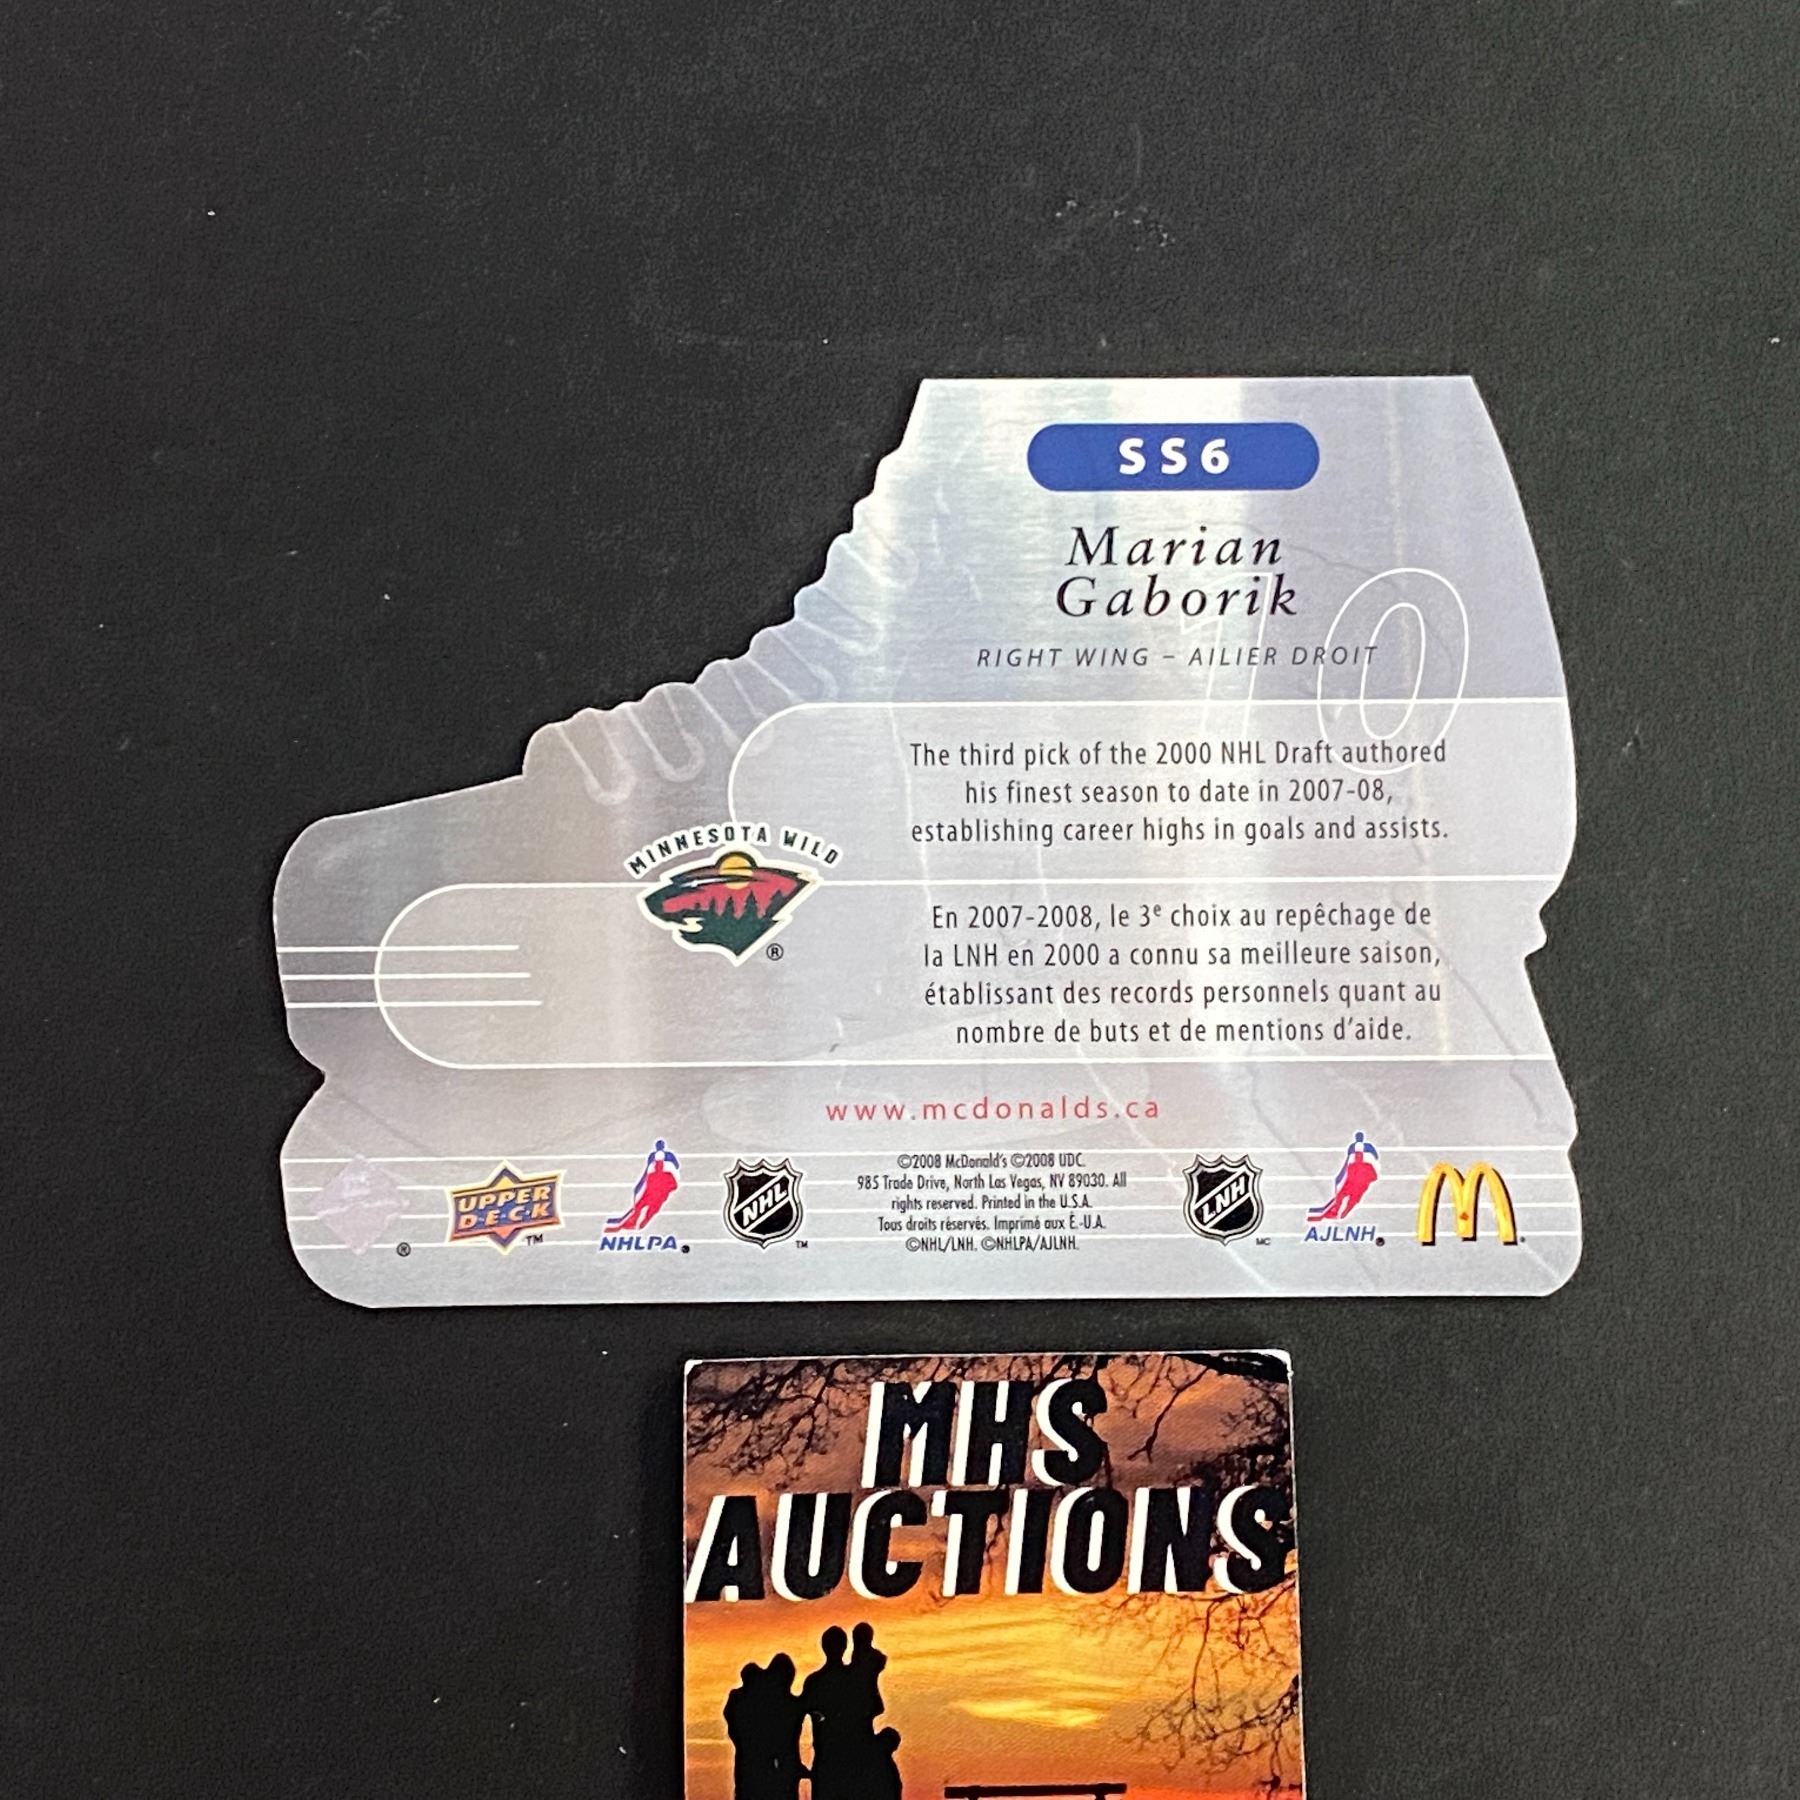 SS6
Marian
Gaborik
10
RIGHT WING – AILIER DROIT
The third pick of the 2000 NHL Draft authored
his finest season to date in 2007-08,
establishing career highs in goals and assists.
MINNESOTA WILD
®
En 2007-2008, le 3e choix au repêchage de
la LNH en 2000 a connu sa meilleure saison,
établissant des records personnels quant au
nombre de buts et de mentions d'aide.
www.mcdonalds.ca
®
UPPER
D·E·C·K
TM
NHLPA®
NHL
TM
©2008 McDonald's ©2008 UDC.
985 Trade Drive, North Las Vegas, NV 89030. All
rights reserved. Printed in the U.S.A.
Tous droits réservés. Imprimé aux É.-U.A.
©NHL/LNH. ©NHLPA/AJLNH.
LNH
MC
AJLNH®
MHS
AUCTIONS